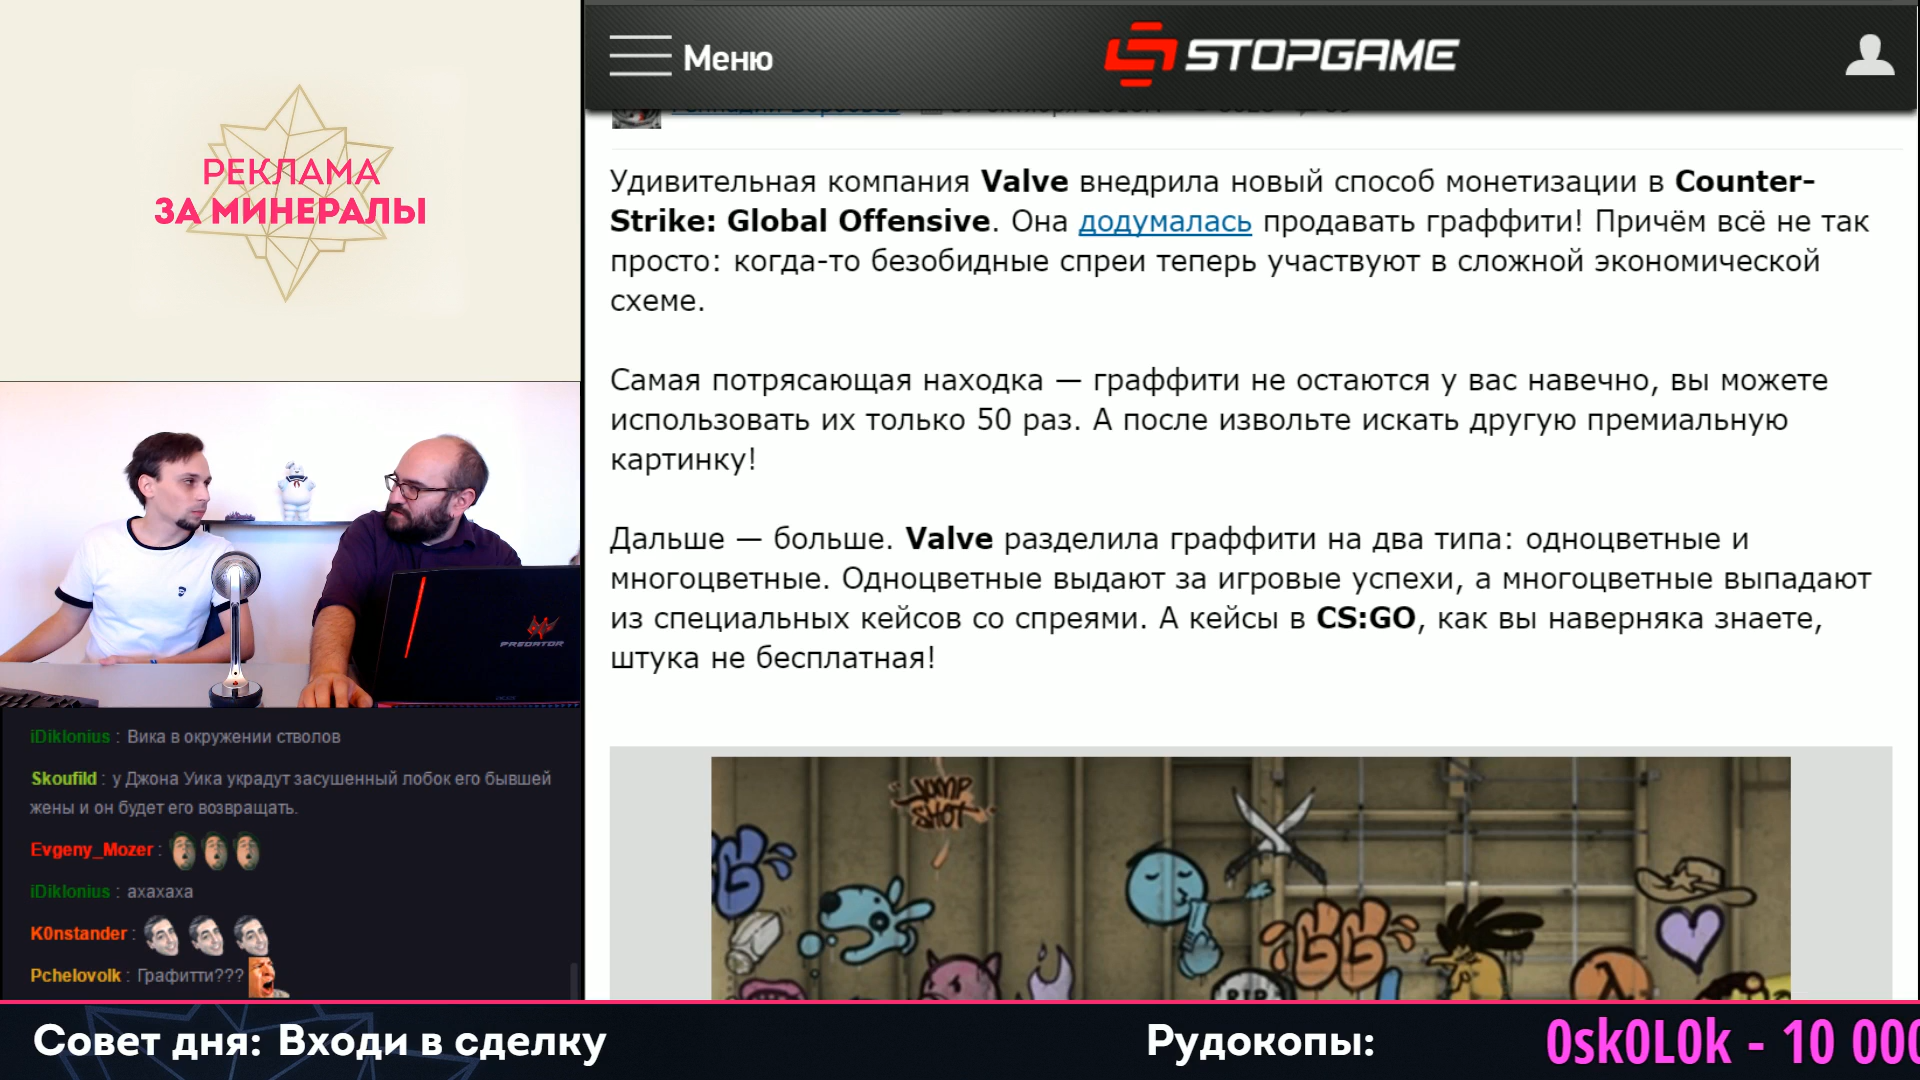 РЕКЛАМА
ЗА МИНЕРАЛЫ
PREDATOR
iDiklonius : Вика в окружении стволов
Skoufild : у Джона Уика украдут засушенный лобок его бывшей
жены и он будет его возвращать.
Evgeny_Mozer :
iDiklonius : ахахаха
K0nstander :
Pchelovolk : Графитти???
Меню
STOPGAME
Удивительная компания Valve внедрила новый способ монетизации в Counter-
Strike: Global Offensive. Она додумалась продавать граффити! Причём всё не так
просто: когда-то безобидные спреи теперь участвуют в сложной экономической
схеме.
Самая потрясающая находка — граффити не остаются у вас навечно, вы можете
использовать их только 50 раз. А после извольте искать другую премиальную
картинку!
Дальше — больше. Valve разделила граффити на два типа: одноцветные и
многоцветные. Одноцветные выдают за игровые успехи, а многоцветные выпадают
из специальных кейсов со спреями. А кейсы в CS:GO, как вы наверняка знаете,
штука не бесплатная!
JUMP
SHOT
GG
RIP
Совет дня: Входи в сделку
Рудокопы:
0sk0L0k - 10 000